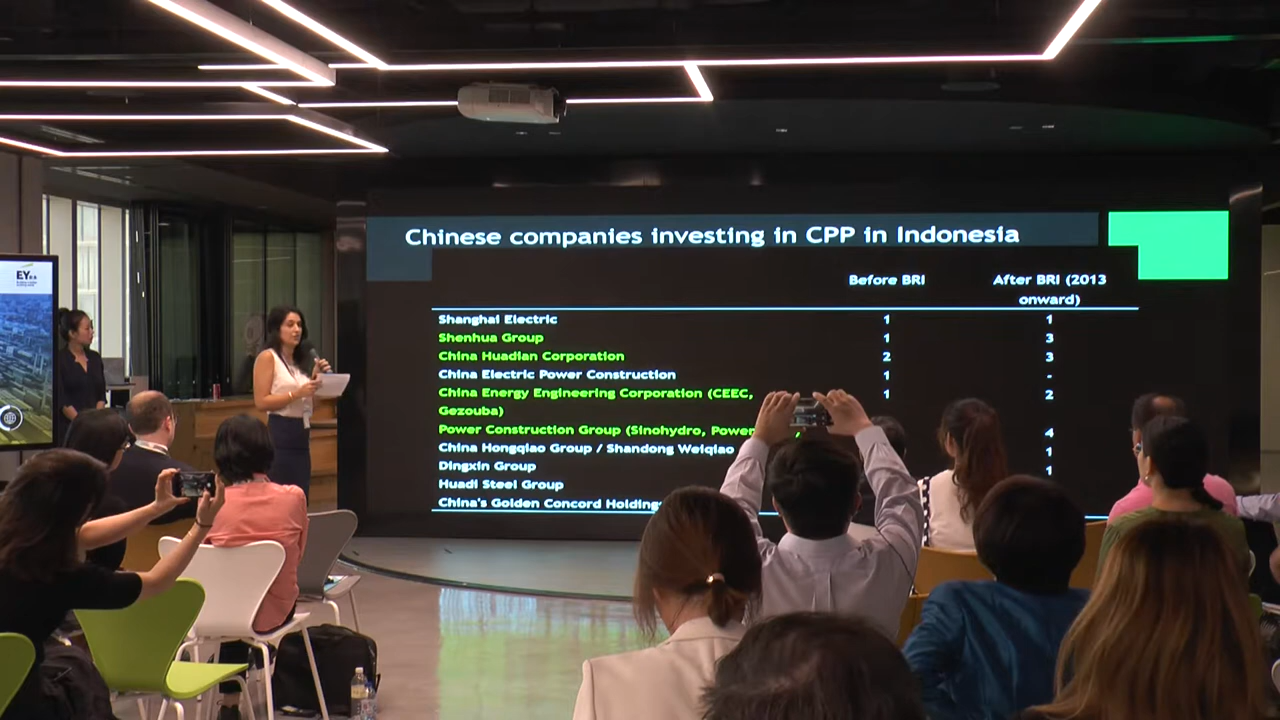 Chinese companies investing in CPP in Indonesia
Before BRI After BRI (2013
onward)
Shanghai Electric 1 1
Shenhua Group 1 3
China Huadian Corporation 2 3
China Electric Power Construction 1 -
China Energy Engineering Corporation (CEEC, 1 2
Gezouba)
Power Construction Group (Sinohydro, Power 4
China Hongqiao Group / Shandong Weiqiao 1
Dingxin Group 1
Huadi Steel Group
China's Golden Concord Holdings
EY